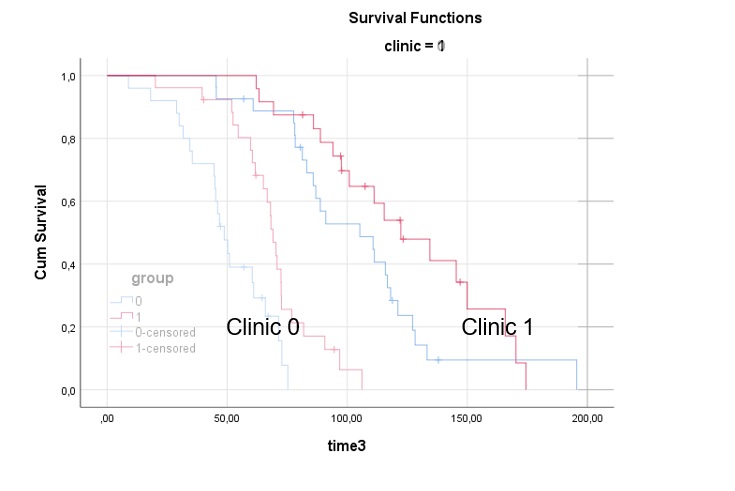 Survival Functions
clinic =
1,0
0,8
0,6
0,4
0,2
0,0
Cum Survival
group
0
1
0-censored
1-censored
Clinic 0
Clinic 1
,00
50,00
100,00
150,00
200,00
time3